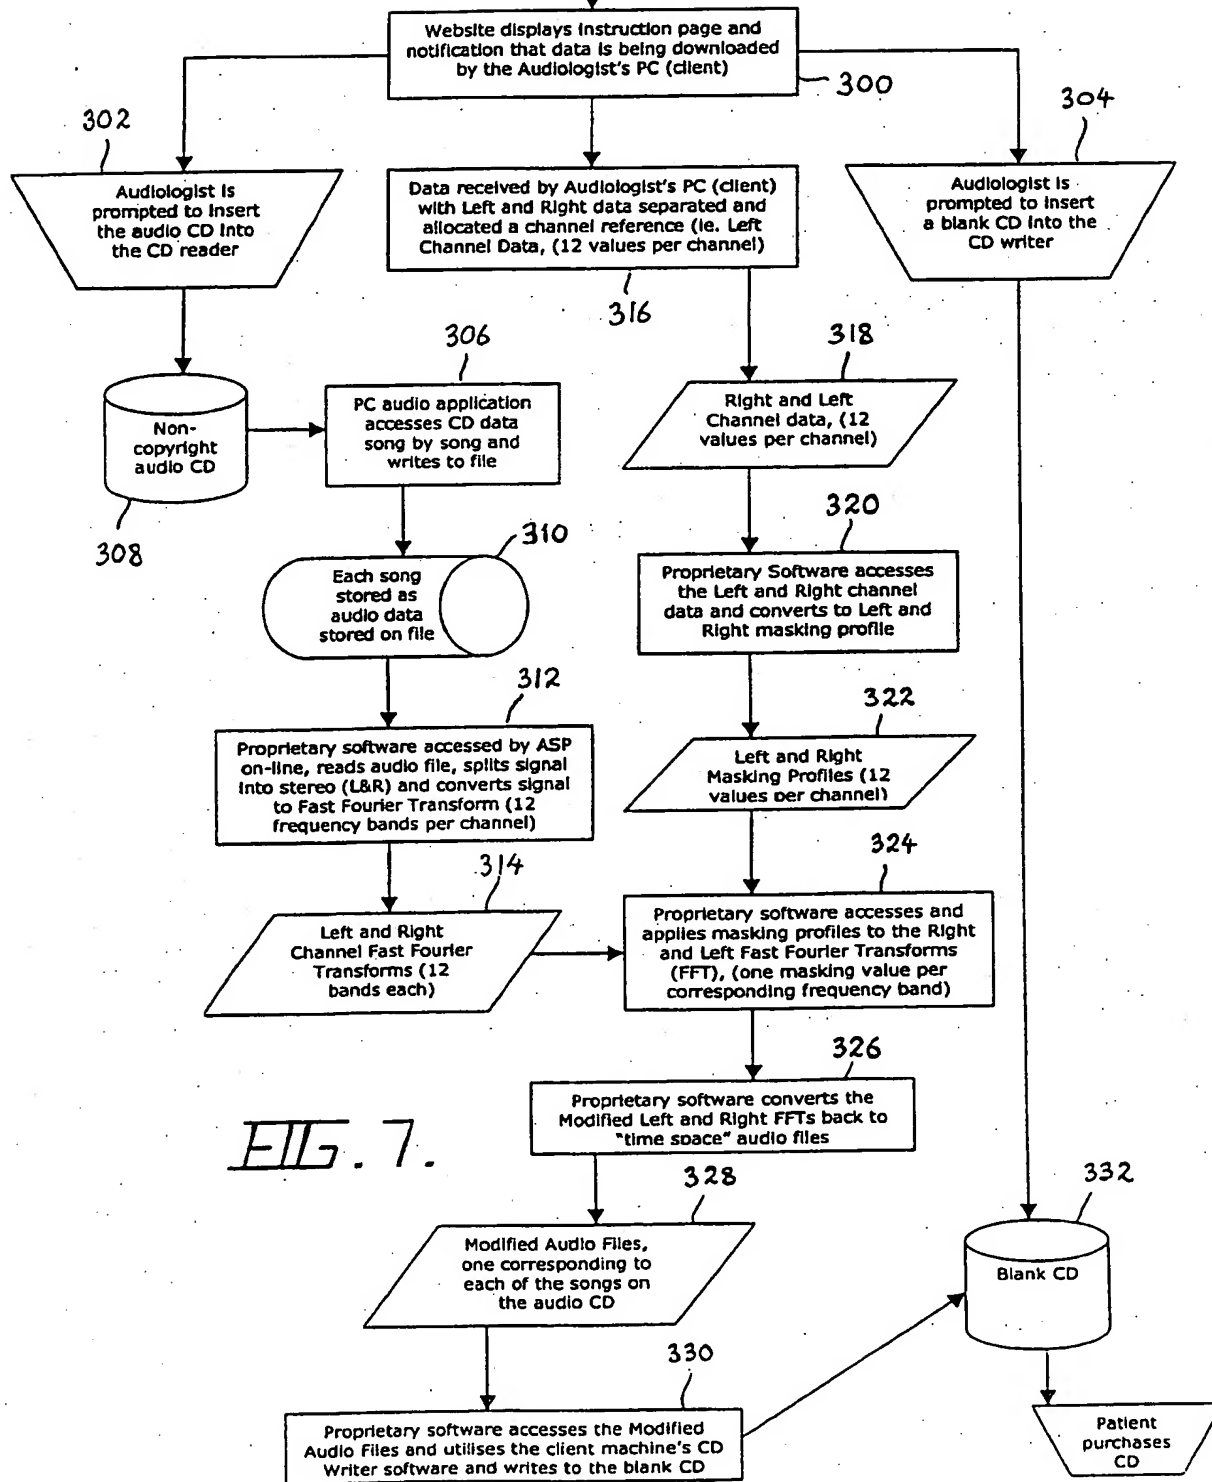 Website displays instruction page and
notification that data is being downloaded
by the Audiologist's PC (client)
300
302
304
Audiologist is
prompted to insert
the audio CD into
the CD reader
Data received by Audiologist's PC (client)
with Left and Right data separated and
allocated a channel reference (ie. Left
Channel Data, (12 values per channel)
Audiologist is
prompted to insert
a blank CD into the
CD writer
316
306
318
Non-
copyright
audio CD
308
PC audio application
accesses CD data
song by song and
writes to file
Right and Left
Channel data, (12
values per channel)
310
320
Each song
stored as
audio data
stored on file
Proprietary Software accesses
the Left and Right channel
data and converts to Left and
Right masking profile
312
322
Proprietary software accessed by ASP
on-line, reads audio file, splits signal
into stereo (L&R) and converts signal
to Fast Fourier Transform (12
frequency bands per channel)
Left and Right
Masking Profiles (12
values per channel)
314
324
Left and Right
Channel Fast Fourier
Transforms (12
bands each)
Proprietary software accesses and
applies masking profiles to the Right
and Left Fast Fourier Transforms
(FFT), (one masking value per
corresponding frequency band)
326
Proprietary software converts the
Modified Left and Right FFTs back to
"time space" audio files
FIG. 7.
328
332
Modified Audio Files,
one corresponding to
each of the songs on
the audio CD
Blank CD
330
Proprietary software accesses the Modified
Audio Files and utilises the client machine's CD
Writer software and writes to the blank CD
Patient
purchases
CD